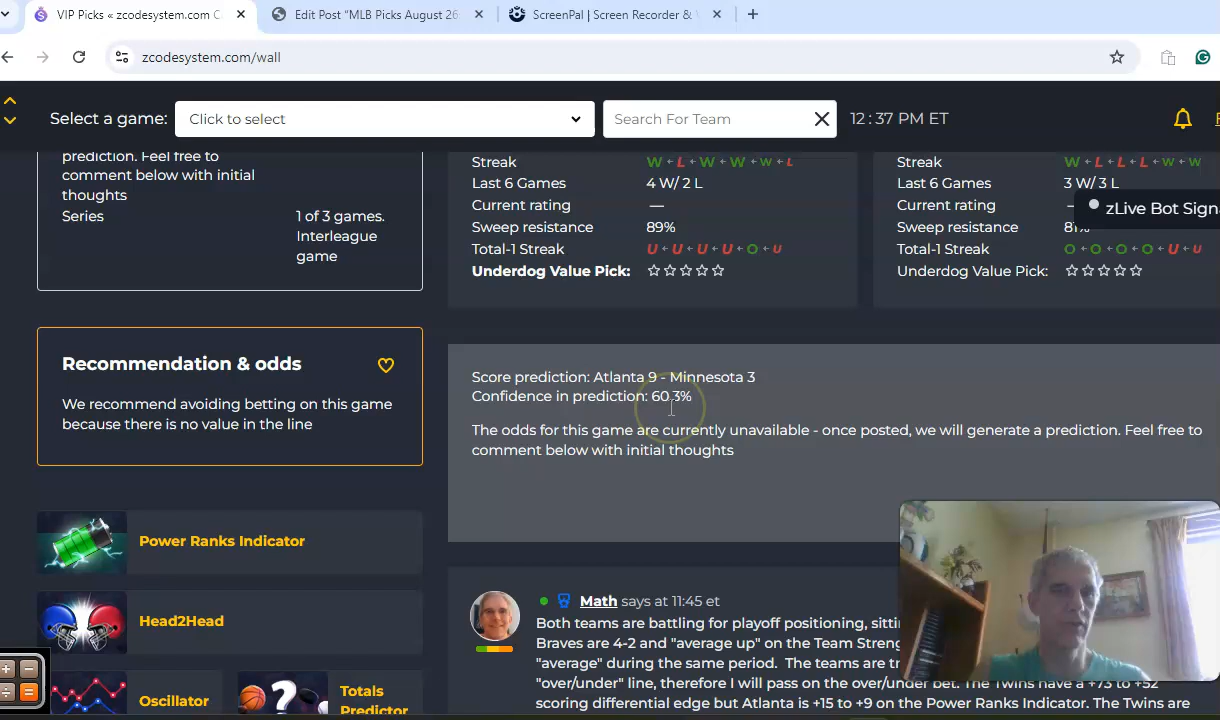 VIP Picks « zcodesystem.com C
Edit Post "MLB Picks August 26
ScreenPal | Screen Recorder &
zcodesystem.com/wall
Select a game:
Click to select
Search For Team
12 : 37 PM ET
prediction. Feel free to
comment below with initial
thoughts
Series
1 of 3 games.
Interleague
game
Streak W L W W W L
Last 6 Games 4 W/ 2 L
Current rating —
Sweep resistance 89%
Total-1 Streak U U U U O U
Underdog Value Pick:
Streak W L L L W W
Last 6 Games 3 W/ 3 L
Current rating
Sweep resistance
Total-1 Streak O O O O U U
Underdog Value Pick:
zLive Bot Sign
Recommendation & odds
We recommend avoiding betting on this game
because there is no value in the line
Score prediction: Atlanta 9 - Minnesota 3
Confidence in prediction: 60.3%
The odds for this game are currently unavailable - once posted, we will generate a prediction. Feel free to
comment below with initial thoughts
Power Ranks Indicator
Head2Head
Oscillator
Totals
Predictor
Math says at 11:45 et
Both teams are battling for playoff positioning, sittin
Braves are 4-2 and "average up" on the Team Streng
"average" during the same period. The teams are tr
"over/under" line, therefore I will pass on the over/under bet. The Twins have a +73 to +52
scoring differential edge but Atlanta is +15 to +9 on the Power Ranks Indicator. The Twins are